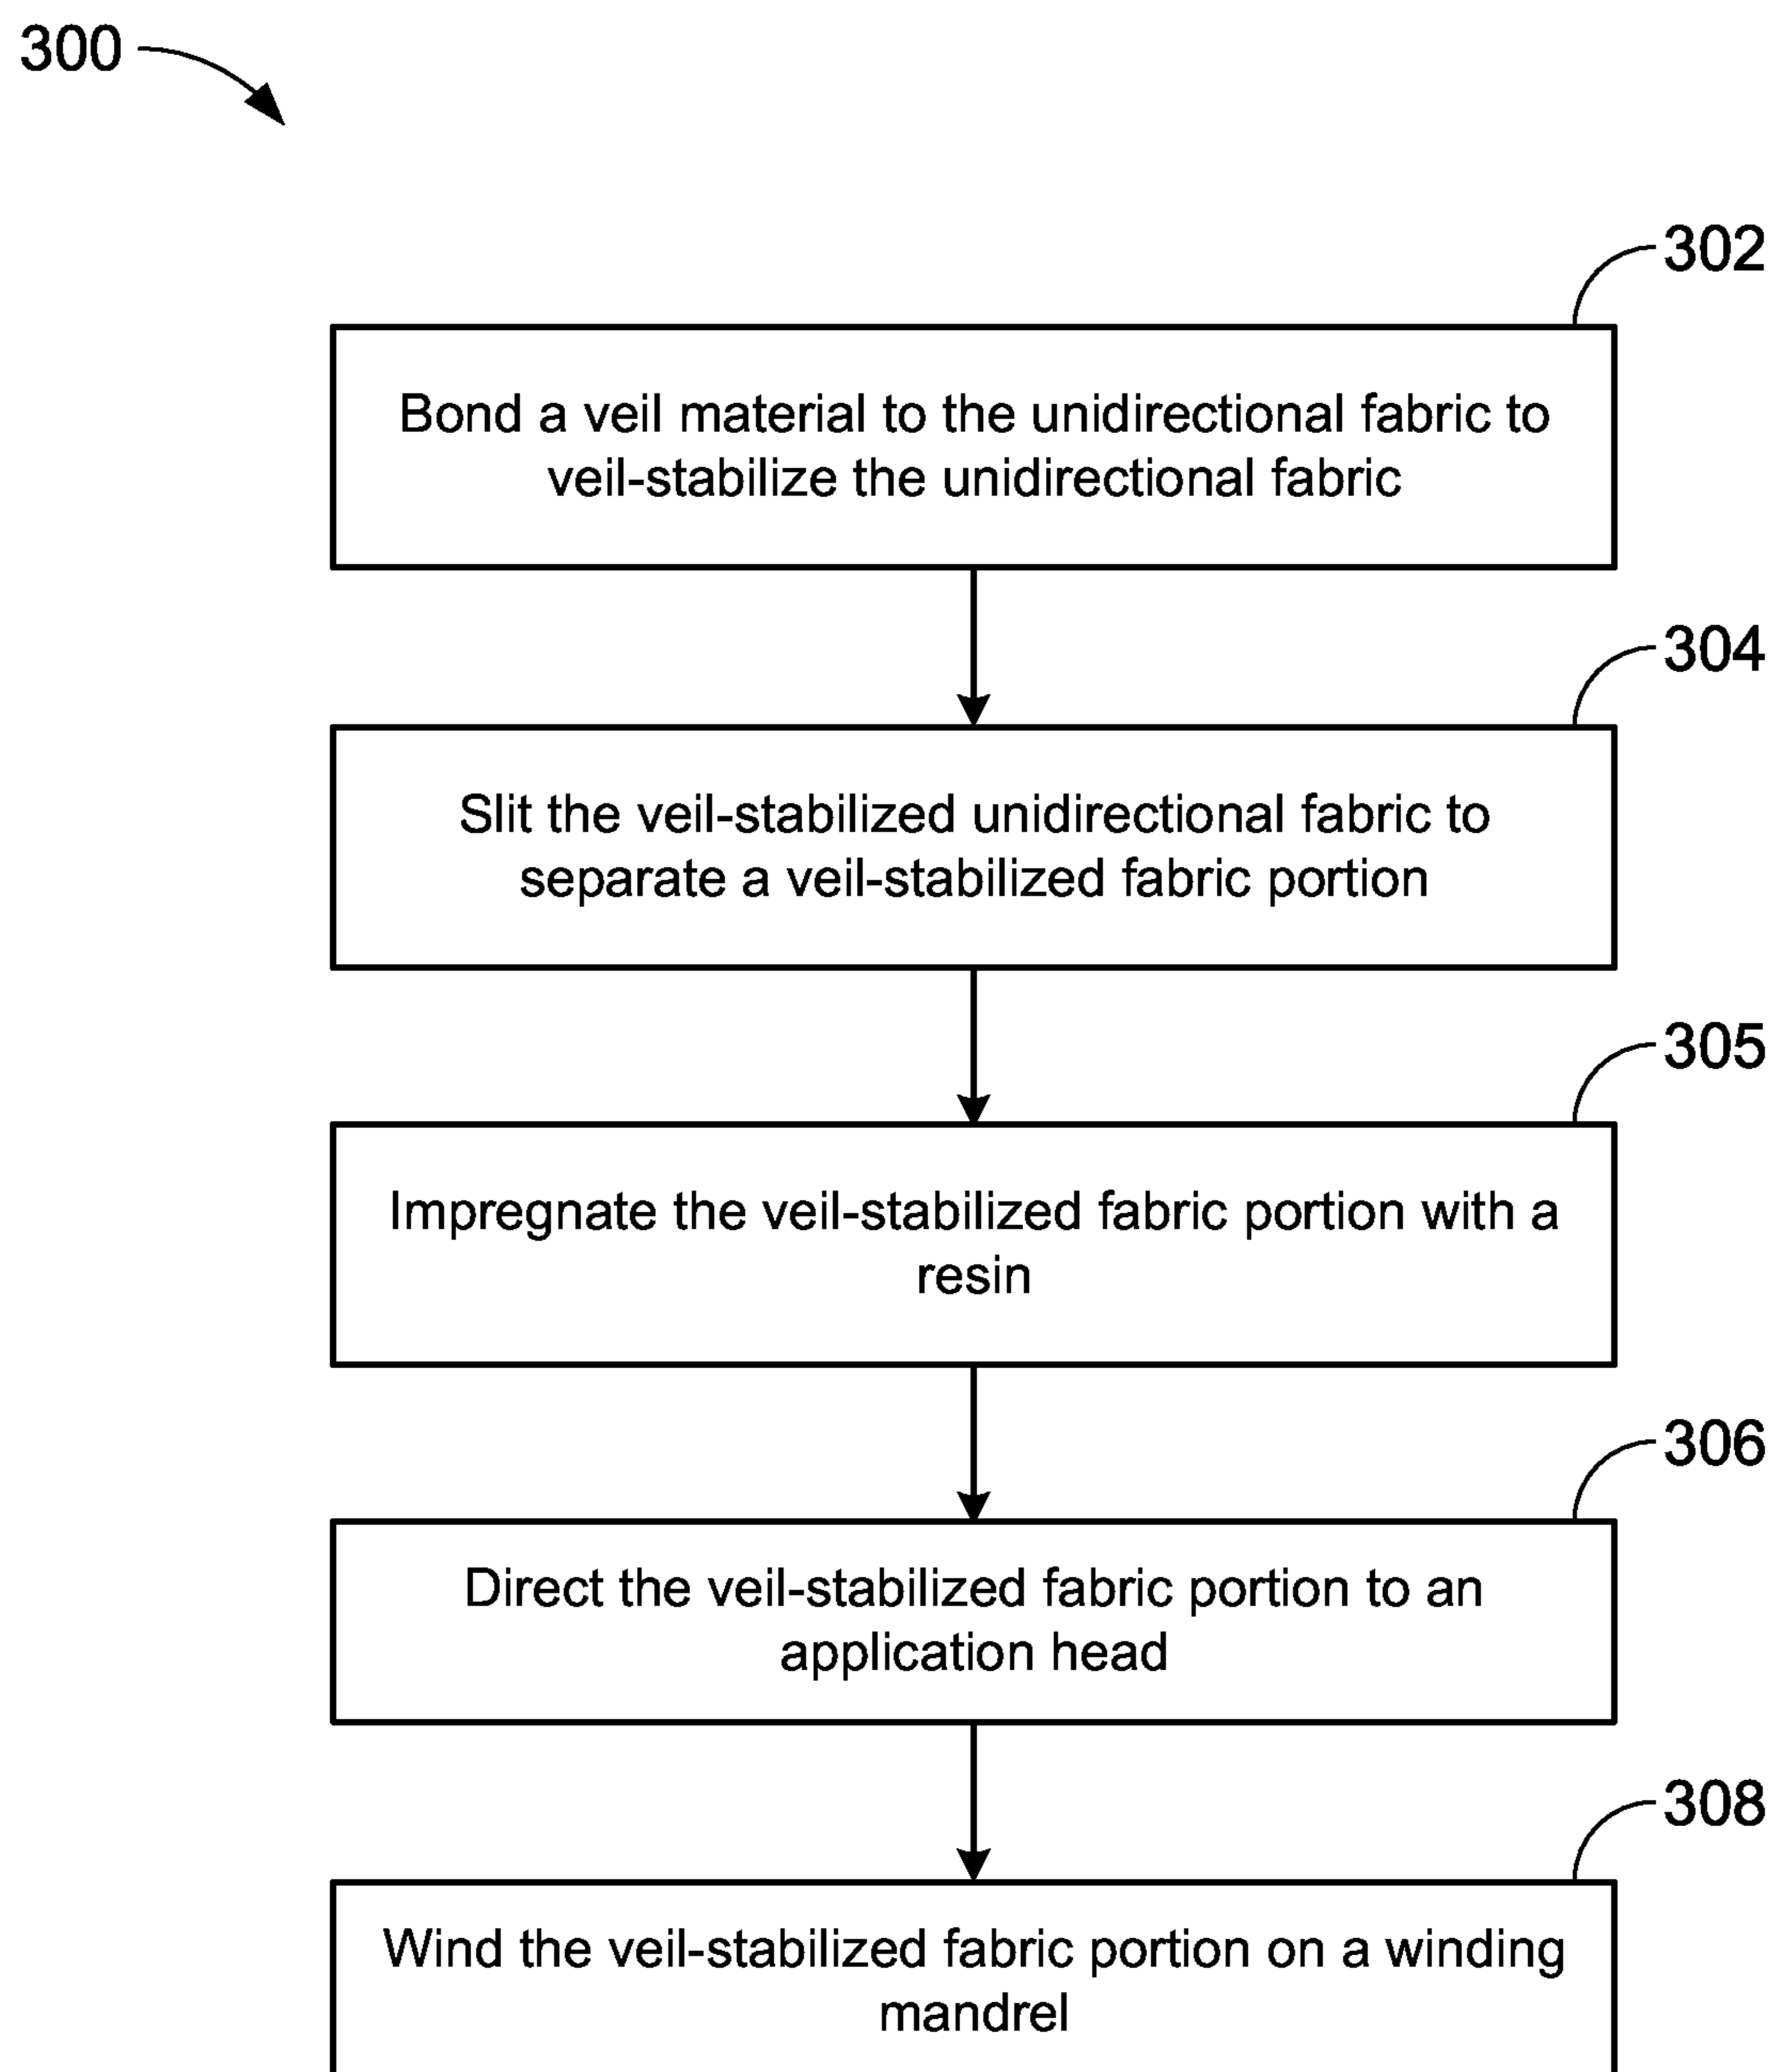 300
302
Bond a veil material to the unidirectional fabric to
veil-stabilize the unidirectional fabric
304
Slit the veil-stabilized unidirectional fabric to
separate a veil-stabilized fabric portion
305
Impregnate the veil-stabilized fabric portion with a
resin
306
Direct the veil-stabilized fabric portion to an
application head
308
Wind the veil-stabilized fabric portion on a winding
mandrel